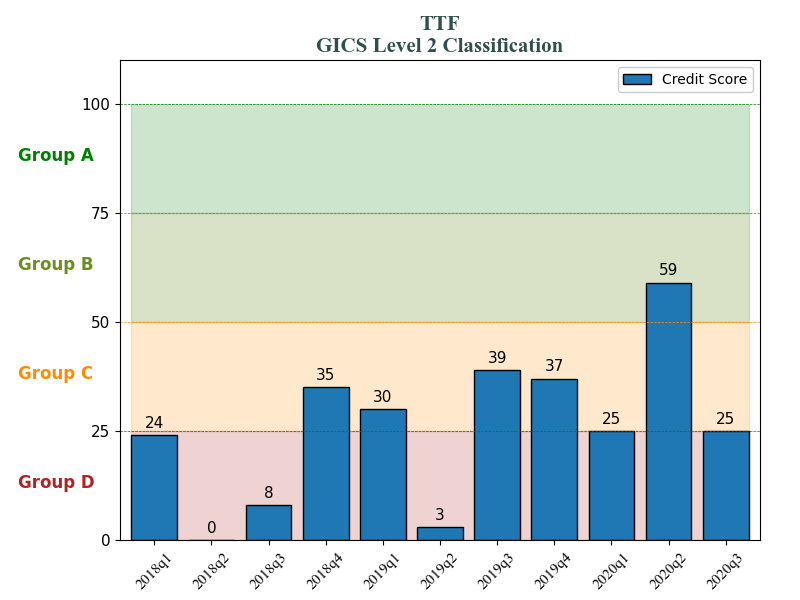 TTF
GICS Level 2 Classification
Credit Score
100
Group A
75
Group B
59
50
Group C
39
37
35
30
25
25
25
24
Group D
8
3
0
0
2018q1
2018q2
2018q3
2018q4
2019q1
2019q2
2019q3
2019q4
2020q1
2020q2
2020q3